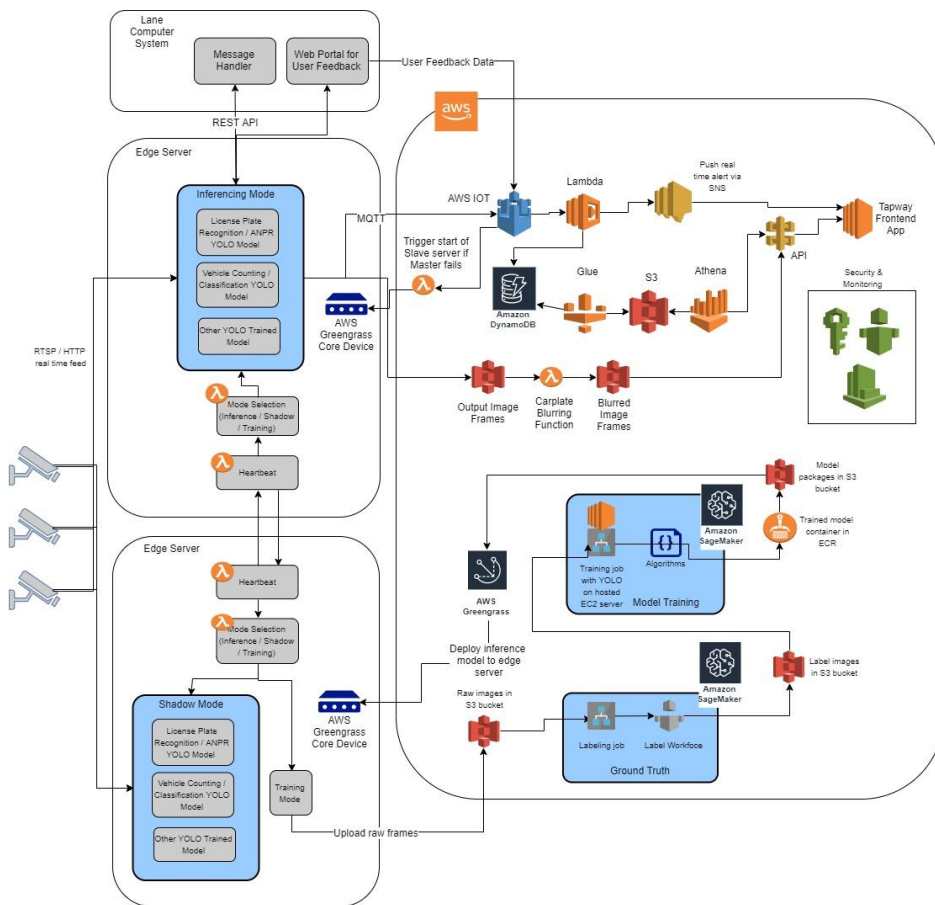 Lane
Computer
System
Message
Handler
Web Portal for
User Feedback
User Feedback Data
REST API
aws
Edge Server
Inferencing Mode
License Plate
Recognition / ANPR
YOLO Model
Vehicle Counting /
Classification YOLO
Model
Other YOLO Trained
Model
MQTT
AWS IOT
Lambda
Push real
time alert via
SNS
Tapway
Frontend
App
API
Trigger start of
Slave server if
Master fails
AWS
Greengrass
Core Device
Amazon
DynamoDB
Glue
S3
Athena
Security &
Monitoring
RTSP / HTTP
real time feed
Output Image
Frames
Carplate
Blurring
Function
Blurred
Image
Frames
Mode Selection
(Inference / Shadow
/ Training)
Heartbeat
Edge Server
Heartbeat
Mode Selection
(Inference / Shadow
/ Training)
Shadow Mode
License Plate
Recognition / ANPR
YOLO Model
Vehicle Counting /
Classification YOLO
Model
Other YOLO Trained
Model
Training
Mode
AWS
Greengrass
Core Device
Upload raw frames
AWS
Greengrass
Deploy inference
model to edge
server
Model
packages in S3
bucket
Trained model
container in
ECR
Amazon
SageMaker
Training job
with YOLO
on hosted
EC2 server
{}
Algorithms
Model Training
Label images
in S3 bucket
Amazon
SageMaker
Raw images in
S3 bucket
Labeling job
Label Workfoce
Ground Truth